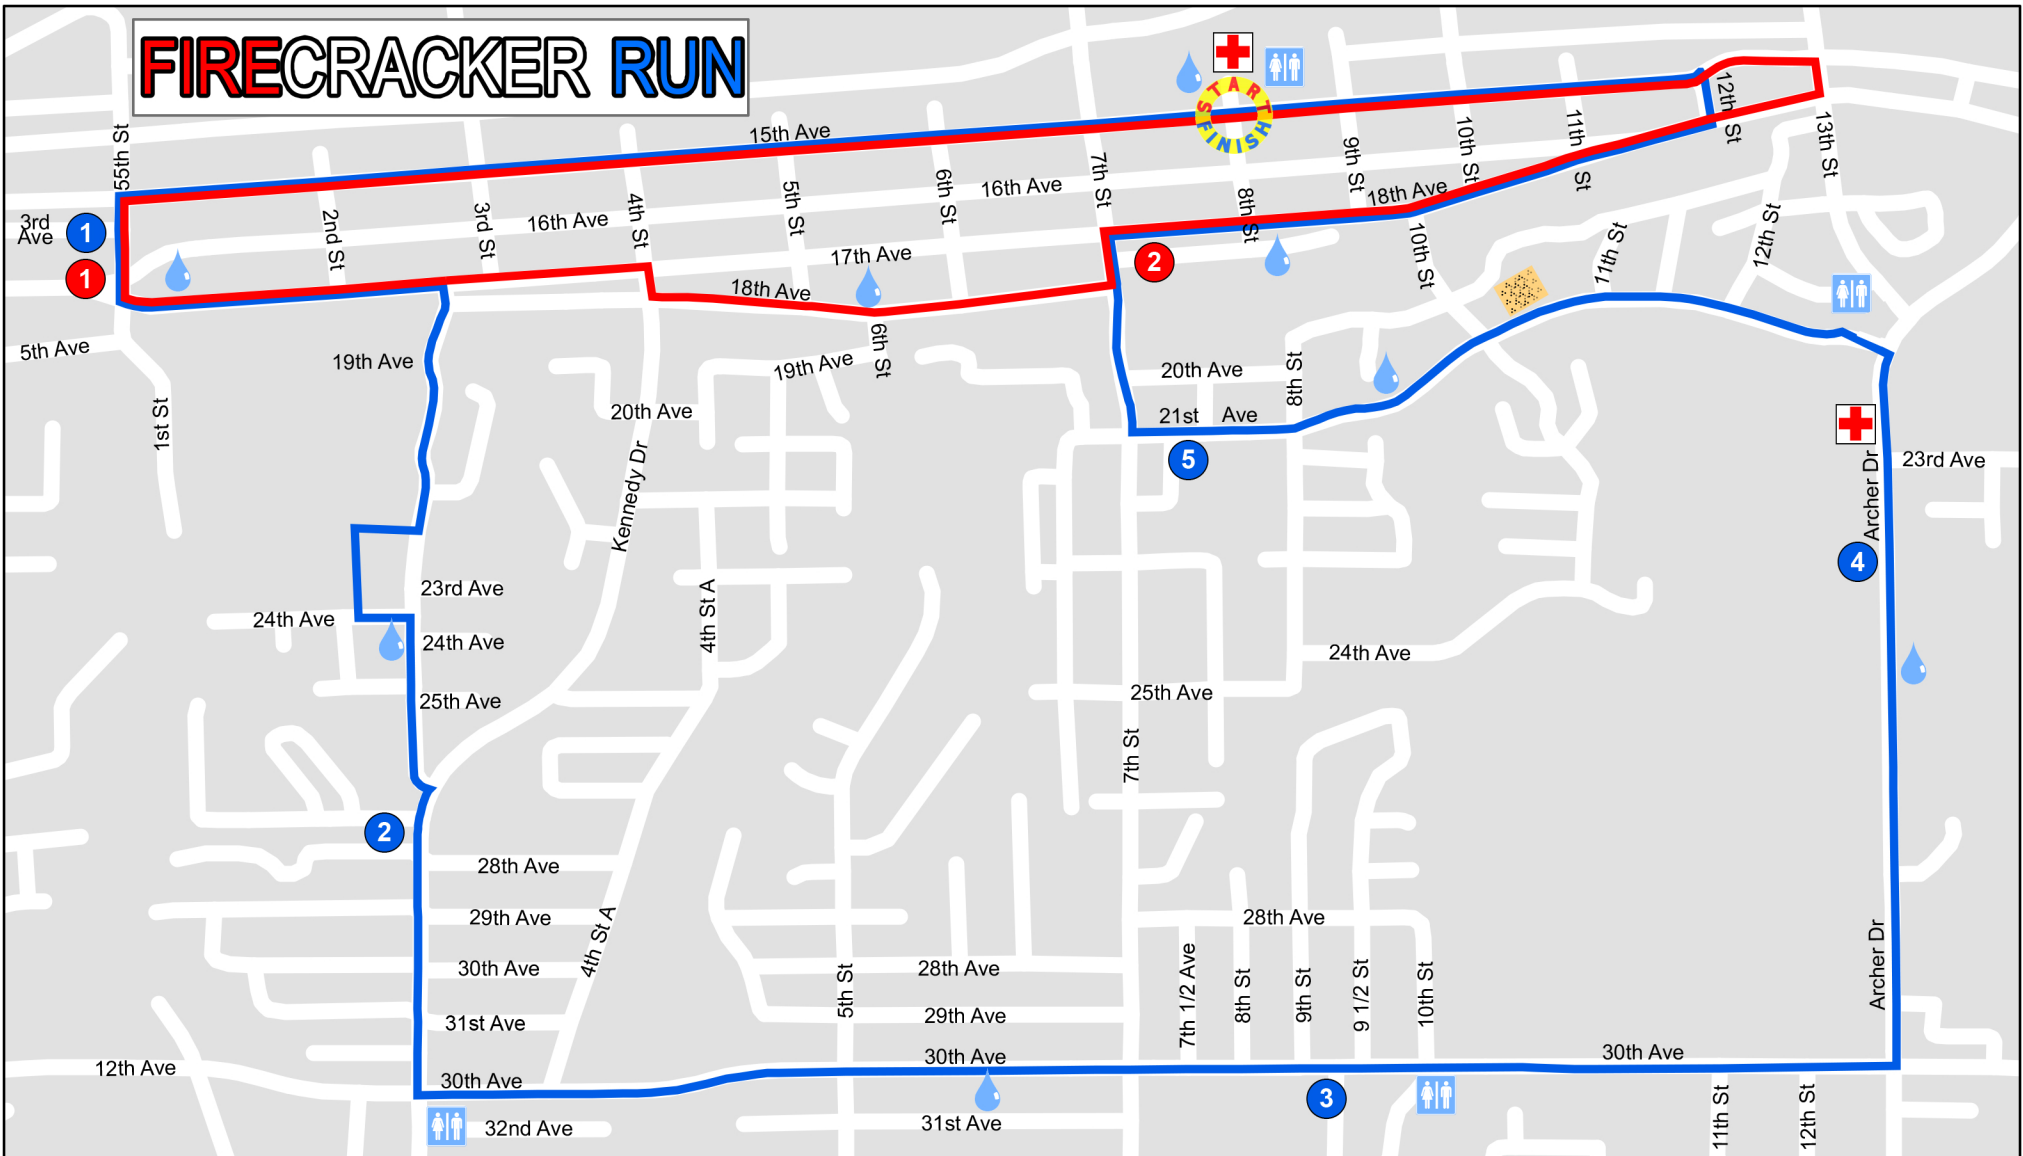 FIRECRACKER RUN
START
FINISH
55th St
15th Ave
12th St
13th St
11th
St
10th St
9th St
7th St
3rd
Ave
1
1
2nd St
3rd St
16th Ave
4th St
5th St
6th St
16th Ave
8th St
18th Ave
17th Ave
2
10th St
11th St
12th St
18th Ave
5th Ave
19th Ave
6th St
19th Ave
20th Ave
8th St
1st St
20th Ave
21st Ave
5
Kennedy Dr
Archer Dr
23rd Ave
4
23rd Ave
24th Ave
24th Ave
4th St A
24th Ave
25th Ave
25th Ave
7th St
2
28th Ave
29th Ave
4th St A
30th Ave
31st Ave
28th Ave
28th Ave
5th St
29th Ave
7th 1/2 Ave
8th St
9th St
9 1/2 St
10th St
Archer Dr
12th Ave
30th Ave
30th Ave
30th Ave
3
32nd Ave
31st Ave
11th St
12th St